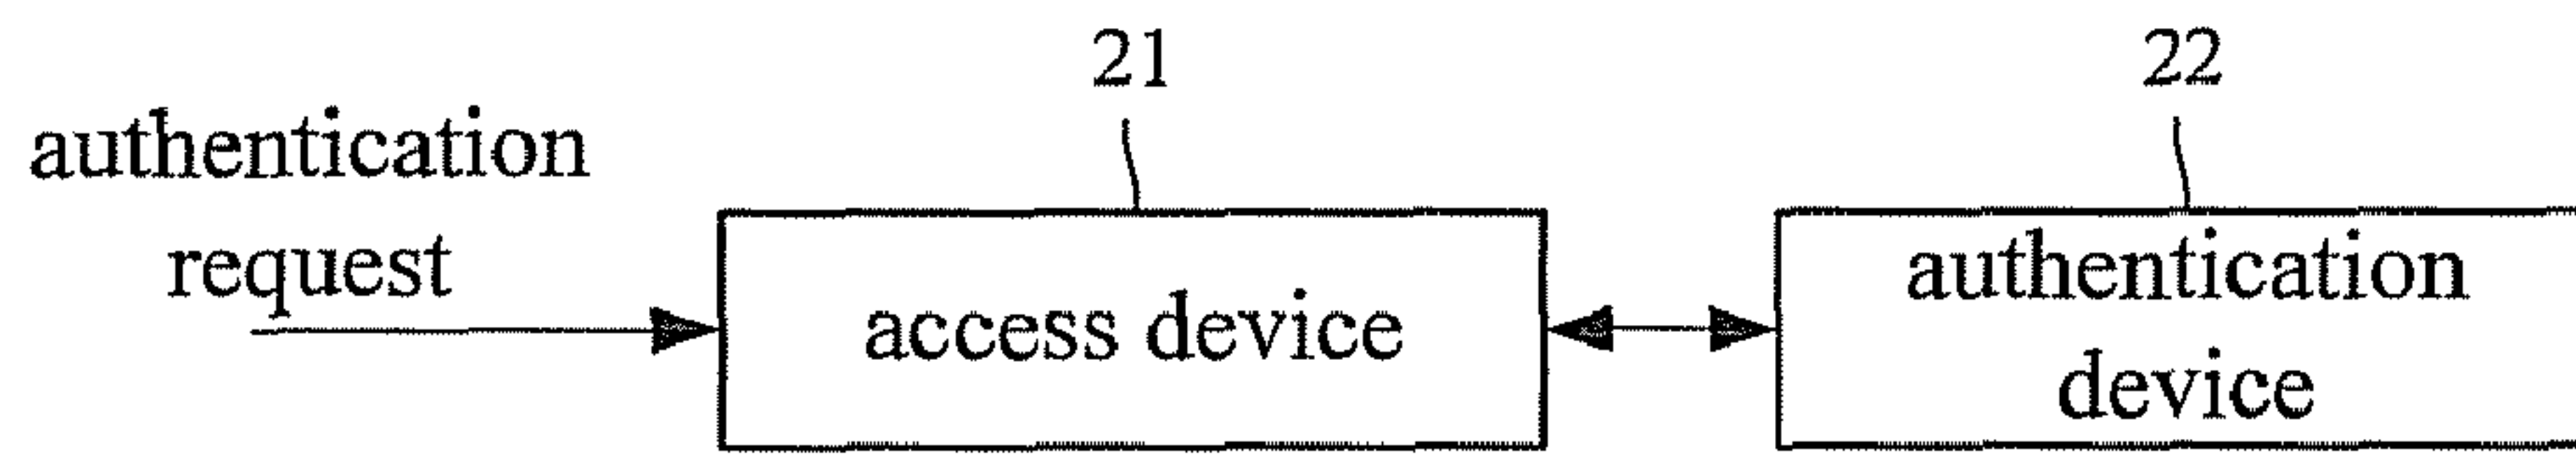 21
22
authentication
request
access device
authentication
device